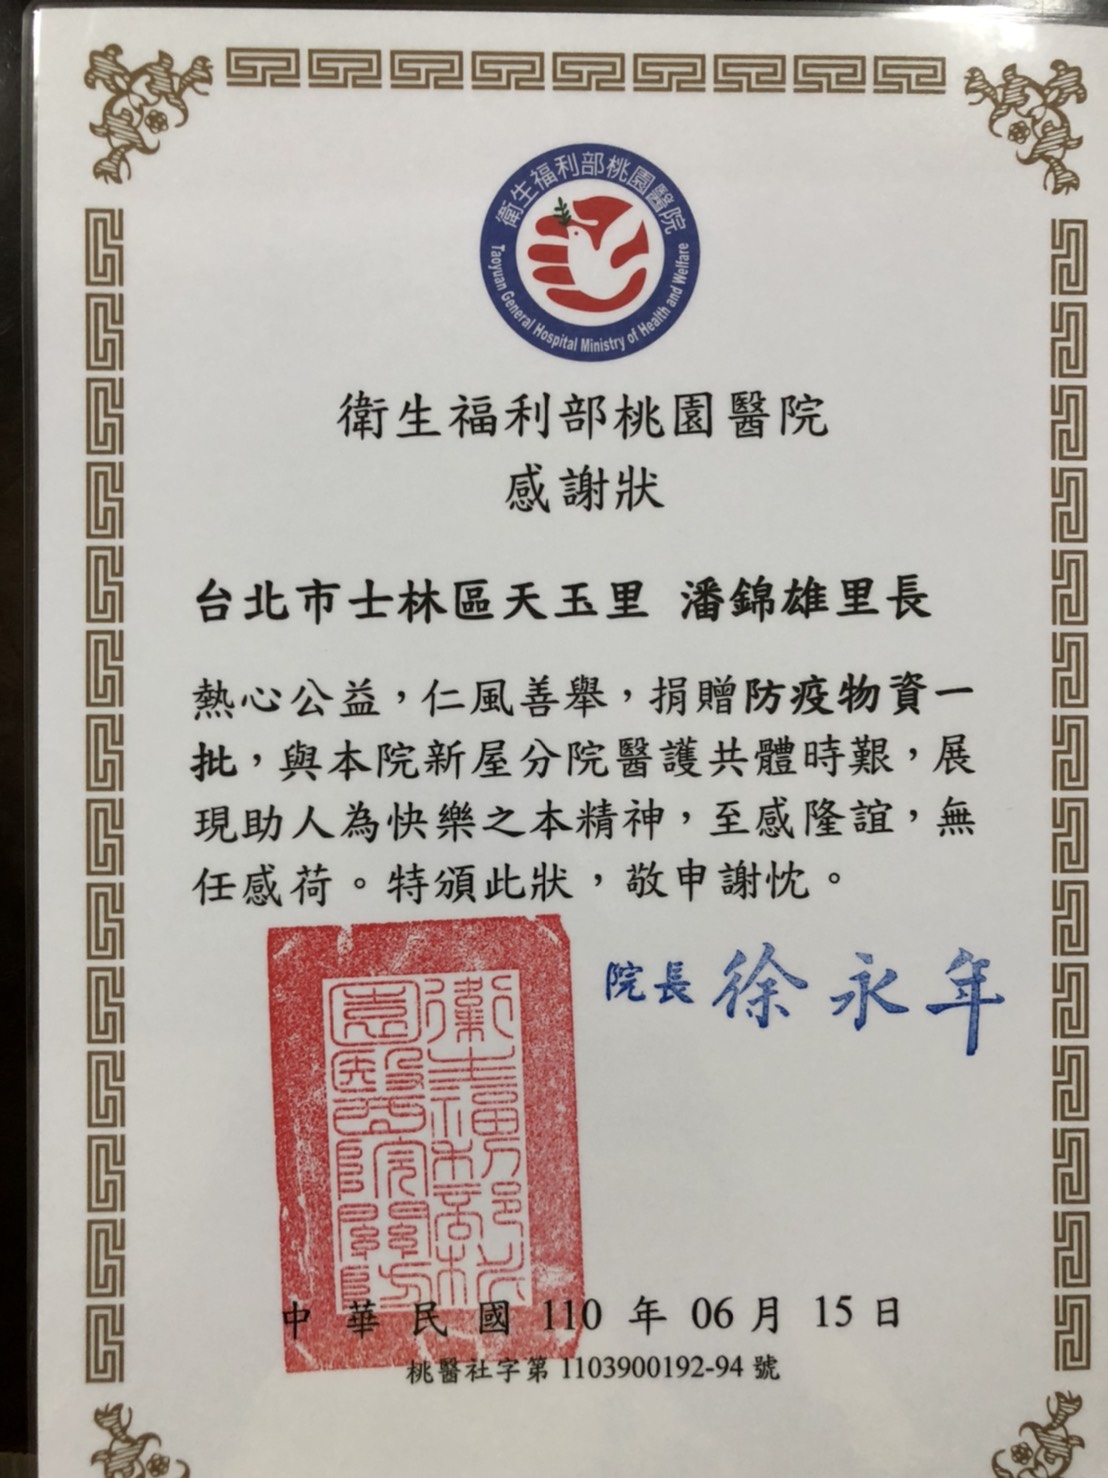 衛生福利部桃園醫院
Taoyuan General Hospital Ministry of Health and Welfare
衛生福利部桃園醫院
感謝狀
台北市士林區天玉里 潘錦雄里長
熱心公益，仁風善舉，捐贈防疫物資一
批，與本院新屋分院醫護共體時艱，展
現助人為快樂之本精神，至感隆誼，無
任感荷。特頒此狀，敬申謝忱。
院長 徐永年
中華民國 110 年 06 月 15 日
桃醫社字第 1103900192-94 號